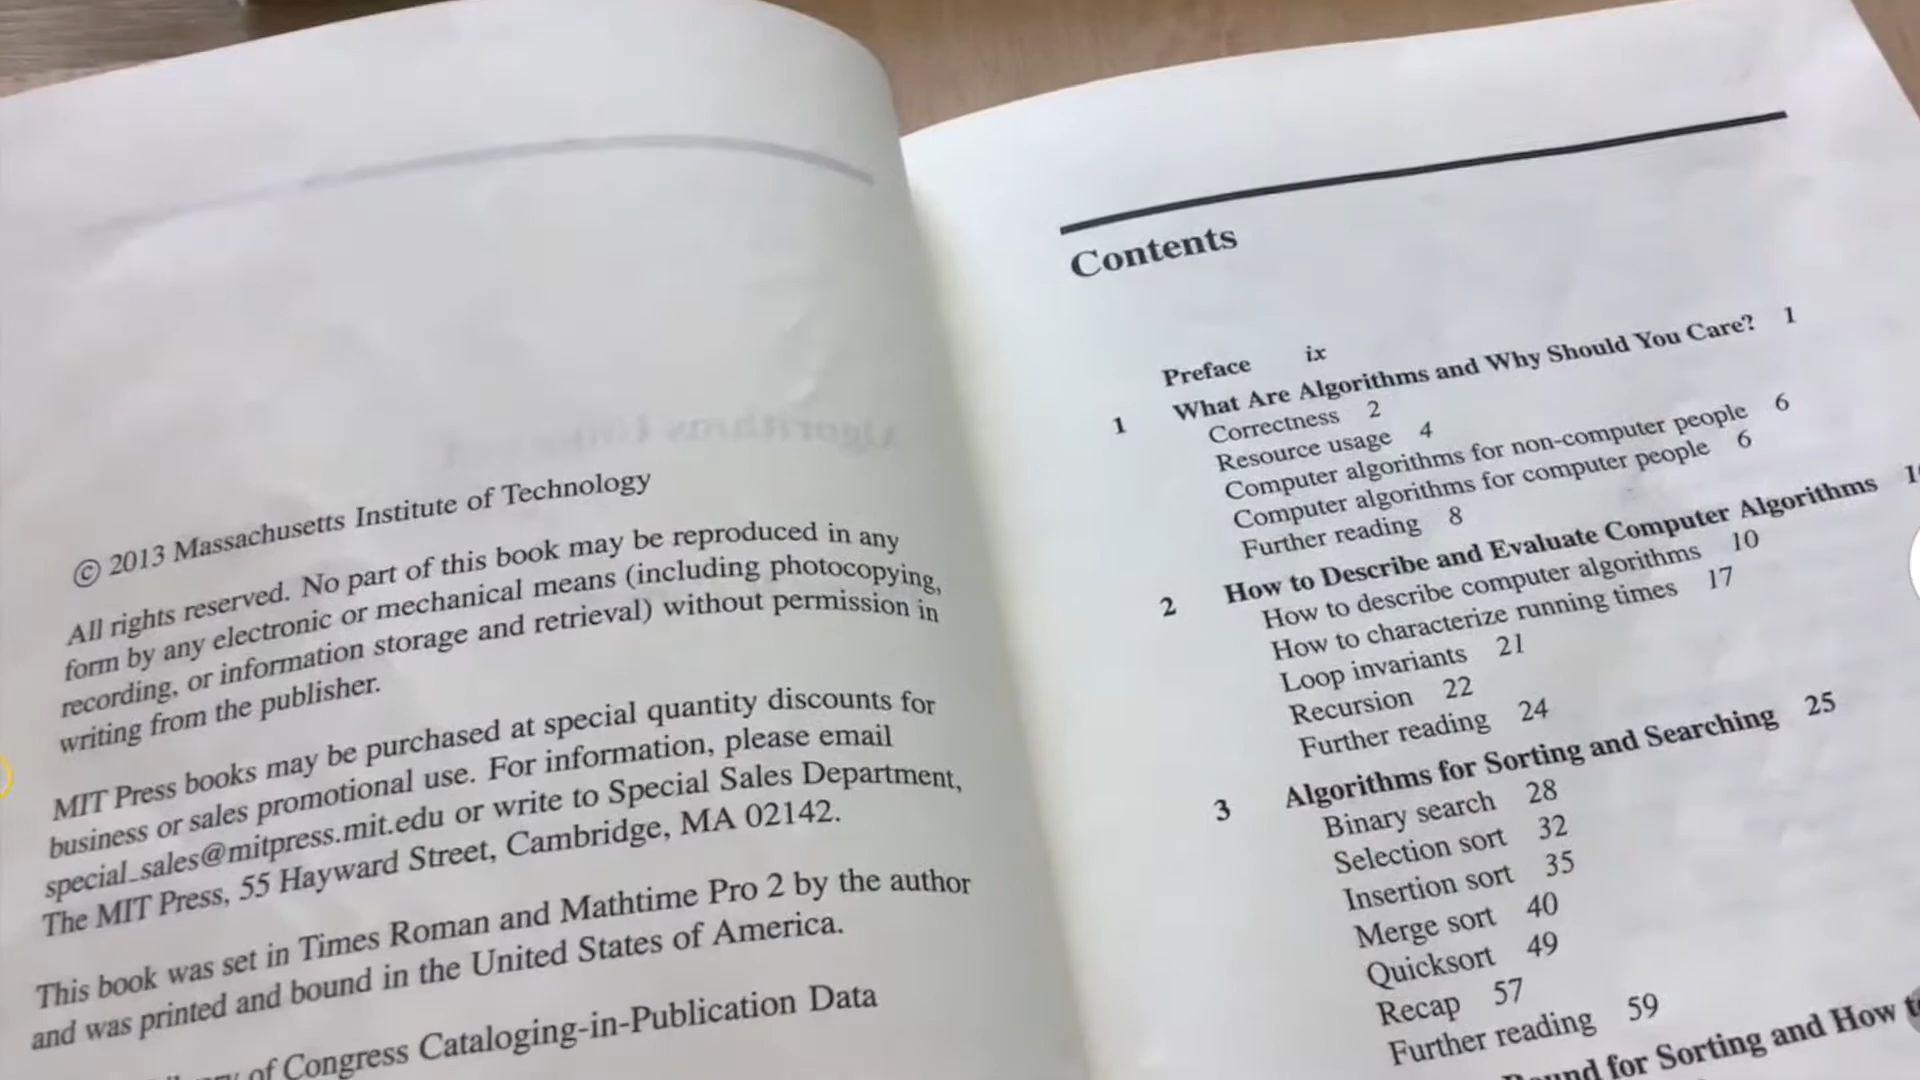 © 2013 Massachusetts Institute of Technology
All rights reserved. No part of this book may be reproduced in any
form by any electronic or mechanical means (including photocopying,
recording, or information storage and retrieval) without permission in
writing from the publisher.
MIT Press books may be purchased at special quantity discounts for
business or sales promotional use. For information, please email
special_sales@mitpress.mit.edu or write to Special Sales Department,
The MIT Press, 55 Hayward Street, Cambridge, MA 02142.
This book was set in Times Roman and Mathtime Pro 2 by the author
and was printed and bound in the United States of America.
of Congress Cataloging-in-Publication Data
Contents
Preface ix
1 What Are Algorithms and Why Should You Care? 1
Correctness 2
Resource usage 4
Computer algorithms for non-computer people 6
Computer algorithms for computer people 6
Further reading 8
2 How to Describe and Evaluate Computer Algorithms
How to describe computer algorithms 10
How to characterize running times 17
Loop invariants 21
Recursion 22
Further reading 24
3 Algorithms for Sorting and Searching 25
Binary search 28
Selection sort 32
Insertion sort 35
Merge sort 40
Quicksort 49
Recap 57
Further reading 59
for Sorting and How